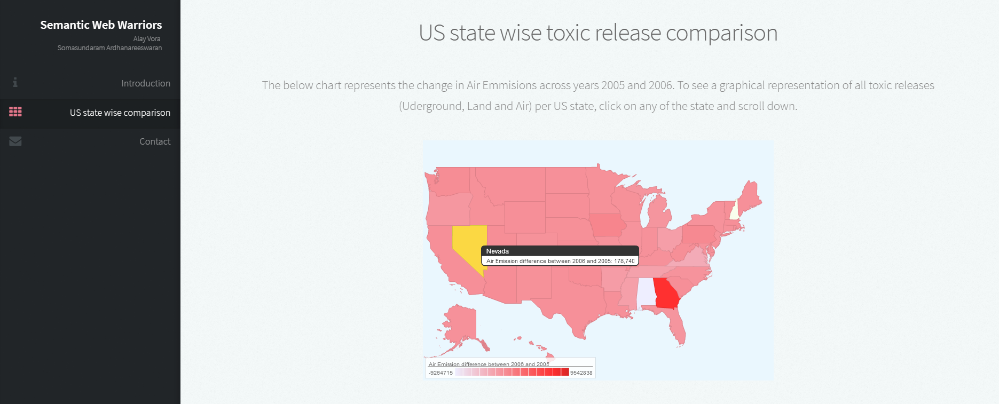 Semantic Web Warriors
Alay Vora
Somasundaram Ardhanareeswaran
Introduction
US state wise comparison
Contact
US state wise toxic release comparison
The below chart represents the change in Air Emmisions across years 2005 and 2006. To see a graphical representation of all toxic releases
(Uderground, Land and Air) per US state, click on any of the state and scroll down.
Nevada
Air Emission difference between 2006 and 2005: 178,740
Air Emission difference between 2006 and 2005
-9264715 9542838